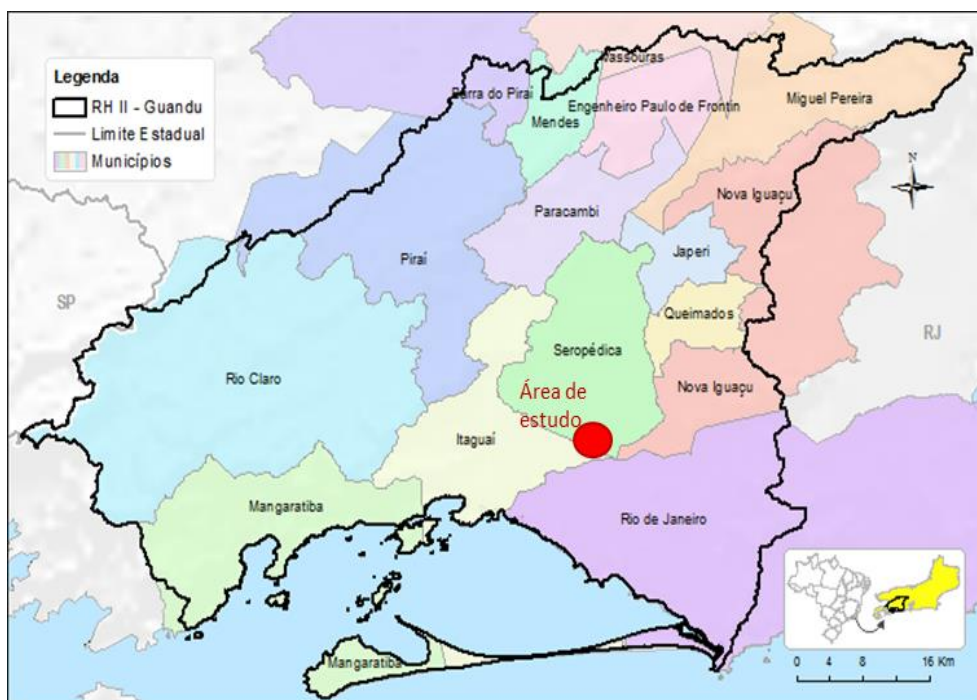 Legenda
RH II - Guandu
Limite Estadual
Municípios
Vassouras
Barra do Piraí
Mendes
Engenheiro Paulo de Frontin
Miguel Pereira
N
Nova Iguaçu
Paracambi
Japeri
Piraí
SP
Queimados
RJ
Seropédica
Rio Claro
Nova Iguaçu
Área de
estudo
Itaguaí
Mangaratiba
Rio de Janeiro
Mangaratiba
0 4 8 16 Km